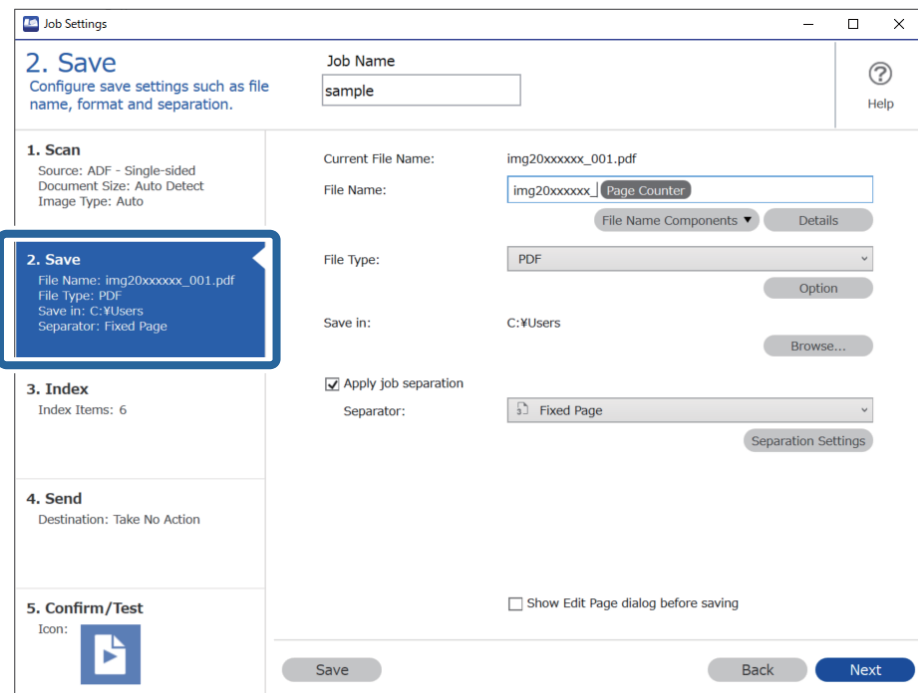 Job Settings
2. Save
Configure save settings such as file
name, format and separation.
Job Name
sample
Help
1. Scan
Source: ADF - Single-sided
Document Size: Auto Detect
Image Type: Auto
2. Save
File Name: img20xxxxxx_001.pdf
File Type: PDF
Save in: C:¥Users
Separator: Fixed Page
3. Index
Index Items: 6
4. Send
Destination: Take No Action
5. Confirm/Test
Icon:
Current File Name: img20xxxxxx_001.pdf
File Name: img20xxxxxx_ Page Counter
File Name Components Details
File Type: PDF
Option
Save in: C:¥Users
Browse...
Apply job separation
Separator: Fixed Page
Separation Settings
Show Edit Page dialog before saving
Save Back Next